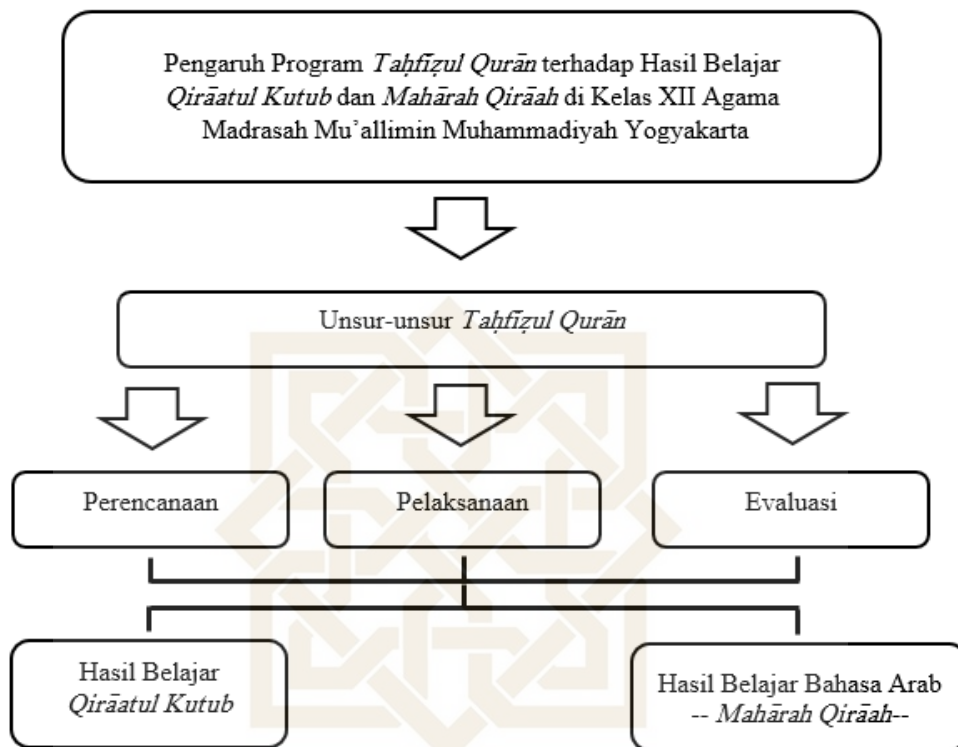 Pengaruh Program Taḥfīẓul Qurān terhadap Hasil Belajar
Qirāatul Kutub dan Mahārah Qirāah di Kelas XII Agama
Madrasah Mu’allimin Muhammadiyah Yogyakarta
Unsur-unsur Taḥfīẓul Qurān
Perencanaan
Pelaksanaan
Evaluasi
Hasil Belajar
Qirāatul Kutub
Hasil Belajar Bahasa Arab
-- Mahārah Qirāah--